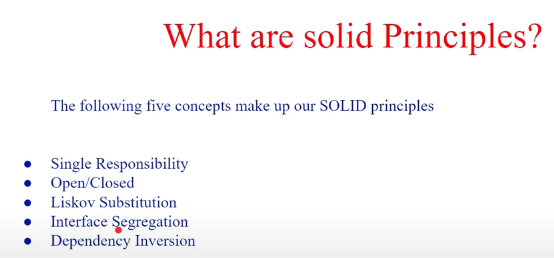 What are solid Principles?
The following five concepts make up our SOLID principles
● Single Responsibility
● Open/Closed
● Liskov Substitution
● Interface Segregation
● Dependency Inversion